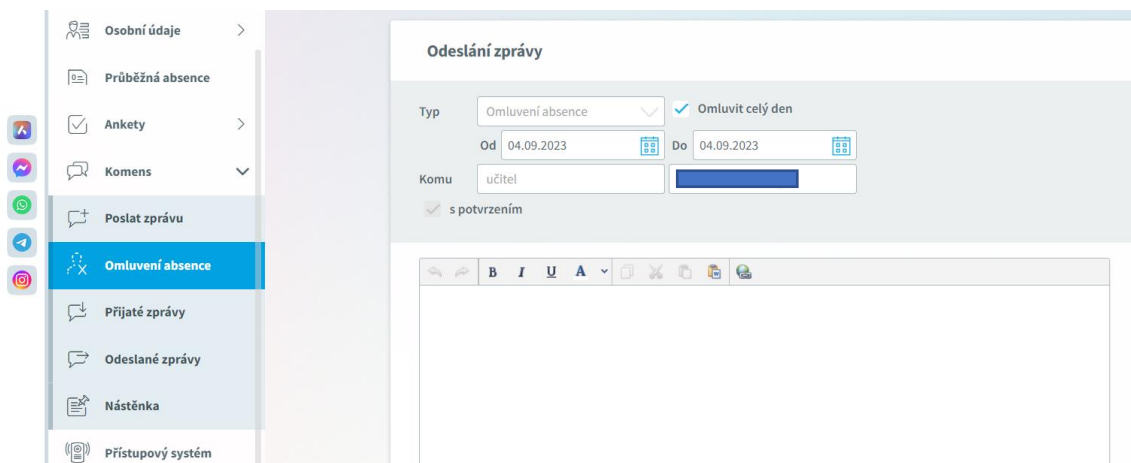 Osobní údaje
Průběžná absence
Ankety
Komens
Poslat zprávu
Omluvení absence
Přijaté zprávy
Odeslané zprávy
Nástěnka
Přístupový systém
Odeslání zprávy
Typ Omluvení absence Omluvit celý den
Od 04.09.2023 Do 04.09.2023
Komu učitel
s potvrzením
B I U A